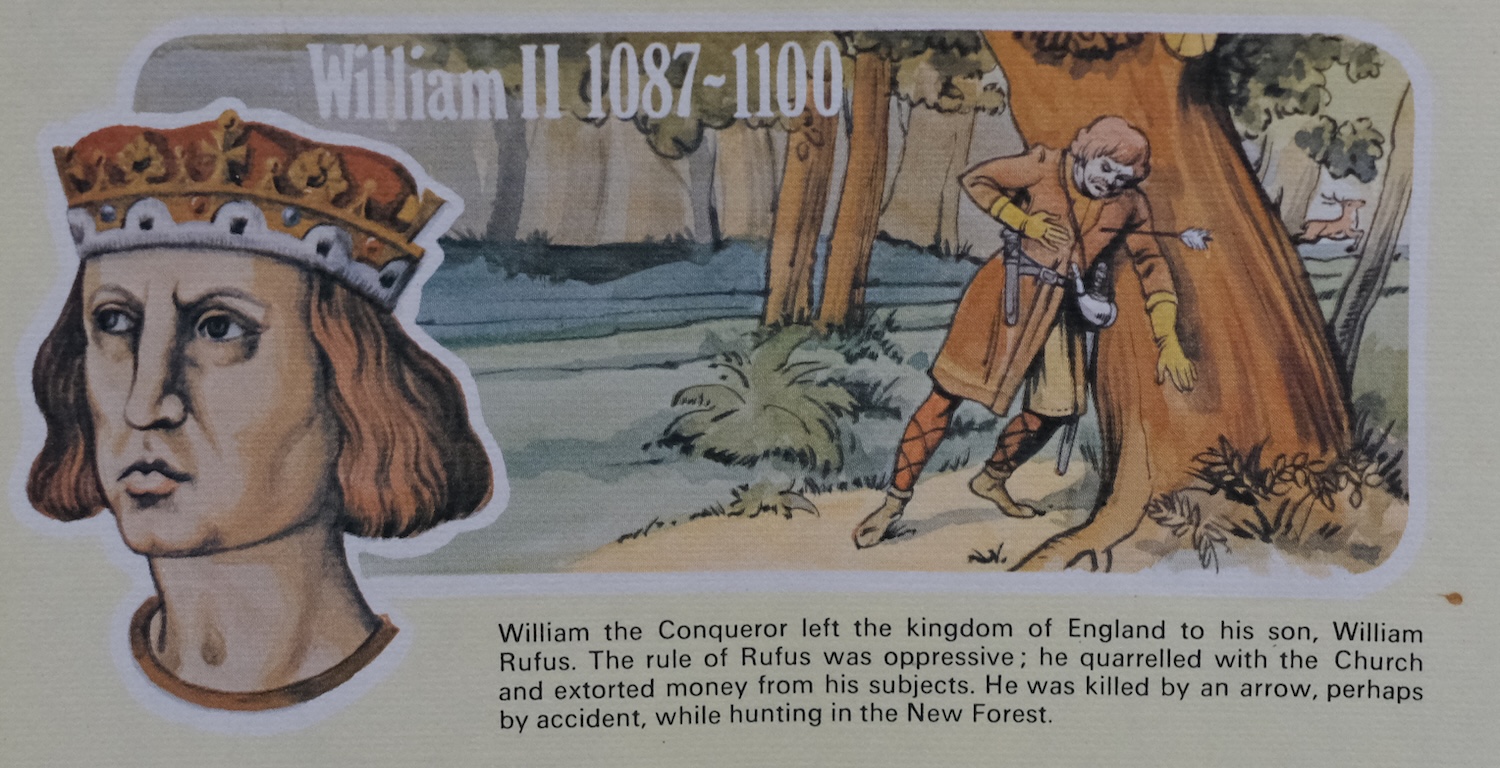 William II 1087~1100
William the Conqueror left the kingdom of England to his son, William
Rufus. The rule of Rufus was oppressive; he quarrelled with the Church
and extorted money from his subjects. He was killed by an arrow, perhaps
by accident, while hunting in the New Forest.